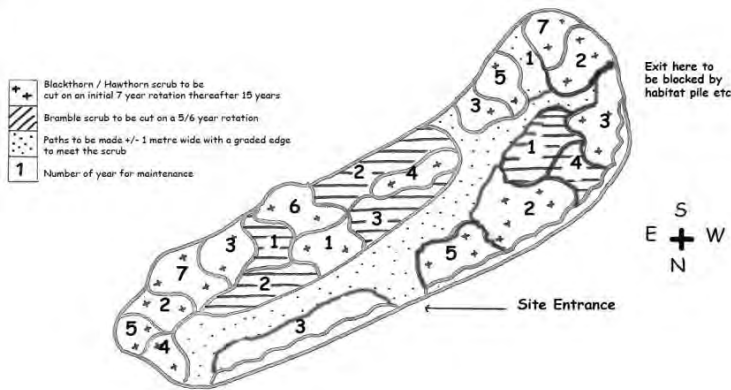 Blackthorn / Hawthorn scrub to be
cut on an initial 7 year rotation thereafter 15 years
Bramble scrub to be cut on a 5/6 year rotation
Paths to be made +/- 1 metre wide with a graded edge
to meet the scrub
1 Number of year for maintenance
7
1
2
5
3
Exit here to
be blocked by
habitat pile etc
3
1
4
2
4
2
6
3
3
1
1
5
7
2
2
5
4
3
S
E W
N
Site Entrance